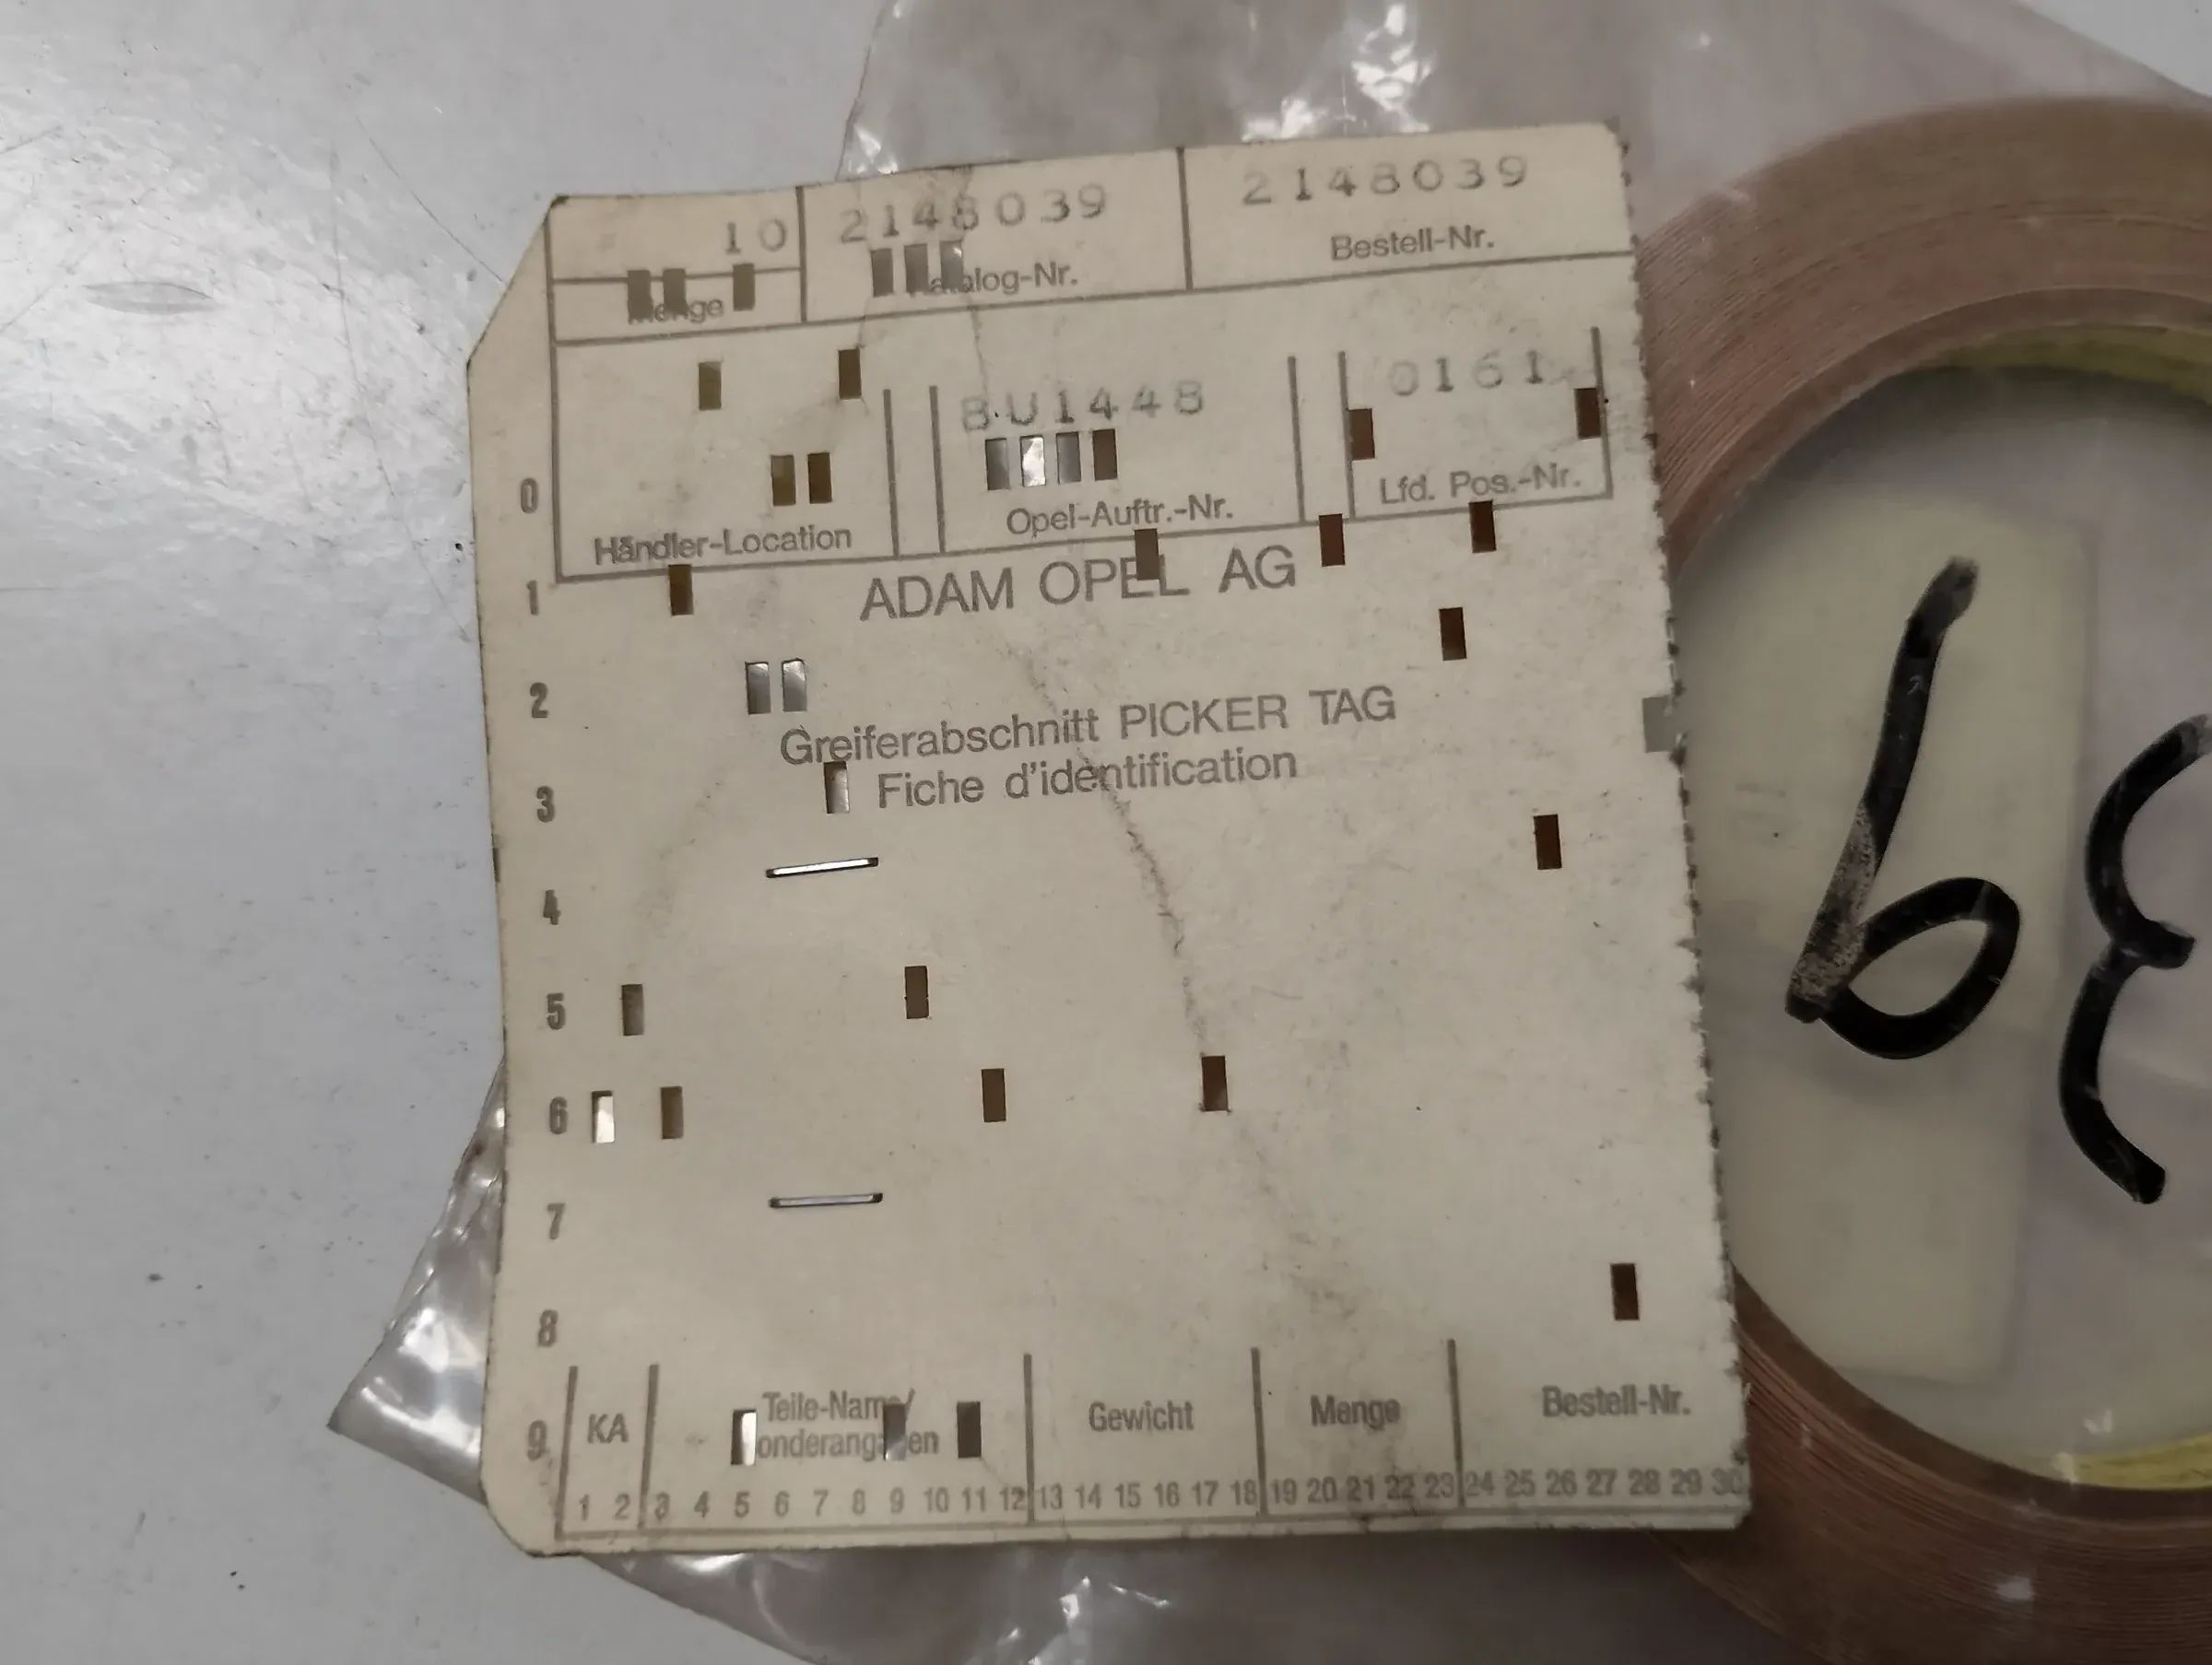 10 2148039 2148039
Menge Katalog-Nr. Bestell-Nr.
BU1448 0161
Händler-Location Opel-Auftr.-Nr. Lfd. Pos.-Nr.
ADAM OPEL AG
Greiferabschnitt PICKER TAG
Fiche d'identification
0
1
2
3
4
5
6
7
8
9
KA Teile-Name/ Gewicht Menge Bestell-Nr.
Sonderangaben
1 2 3 4 5 6 7 8 9 10 11 12 13 14 15 16 17 18 19 20 21 22 23 24 25 26 27 28 29 30